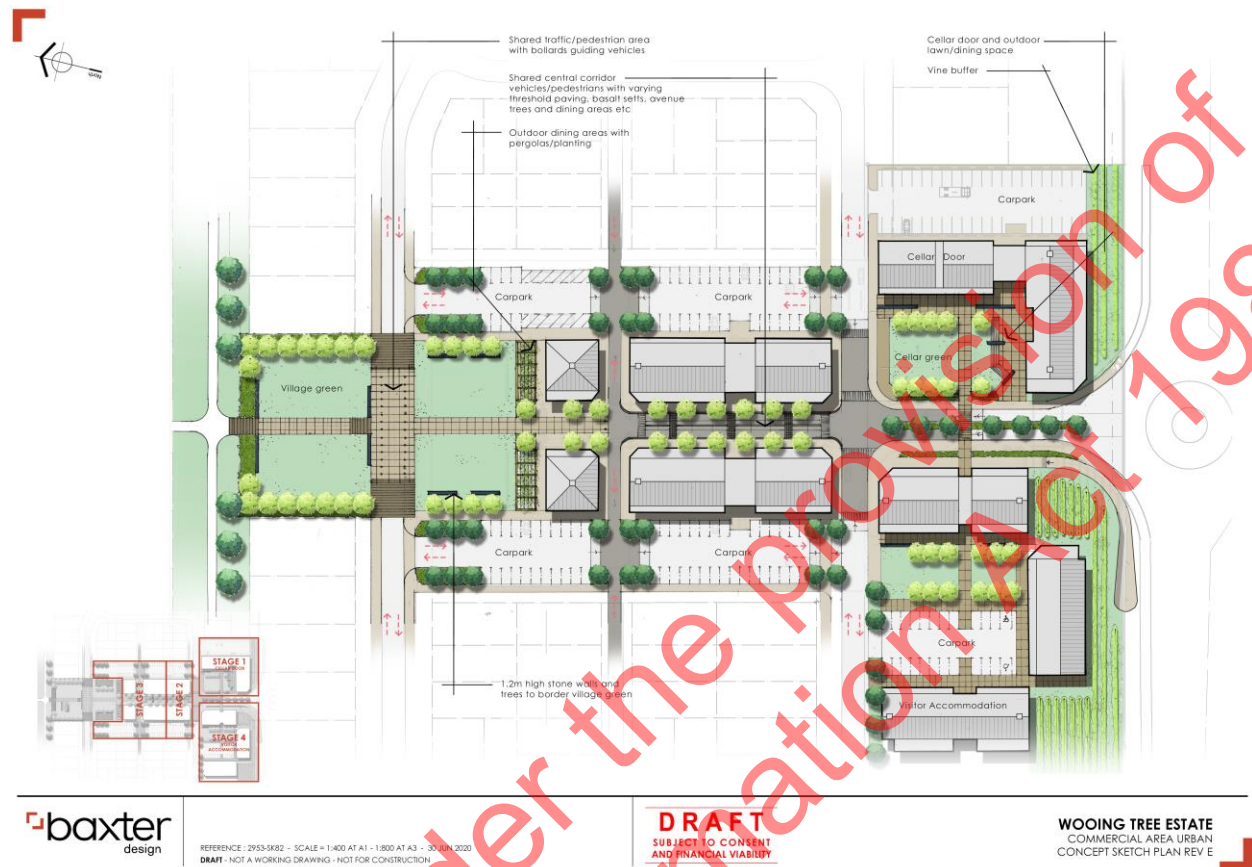 North
Shared traffic/pedestrian area
with bollards guiding vehicles
Shared central corridor
vehicles/pedestrians with varying
threshold paving, basalt setts, avenue
trees and dining areas etc
Outdoor dining areas with
pergolas/planting
Cellar door and outdoor
lawn/dining space
Vine buffer
Carpark
Cellar Door
Carpark
Carpark
Village green
Cellar green
Carpark
Carpark
Carpark
1.2m high stone walls and
trees to border village green
Visitor Accommodation
STAGE 1
CELLAR DOOR
STAGE 2
STAGE 3
STAGE 4
VISITOR
ACCOMMODATION
der the provision of
mation Act 198
baxter
design
REFERENCE : 2953-SK82 - SCALE = 1:400 AT A1 - 1:800 AT A3 - 30 JUN 2020
DRAFT - NOT A WORKING DRAWING - NOT FOR CONSTRUCTION
DRAFT
SUBJECT TO CONSENT
AND FINANCIAL VIABILITY
WOOING TREE ESTATE
COMMERCIAL AREA URBAN
CONCEPT SKETCH PLAN REV E